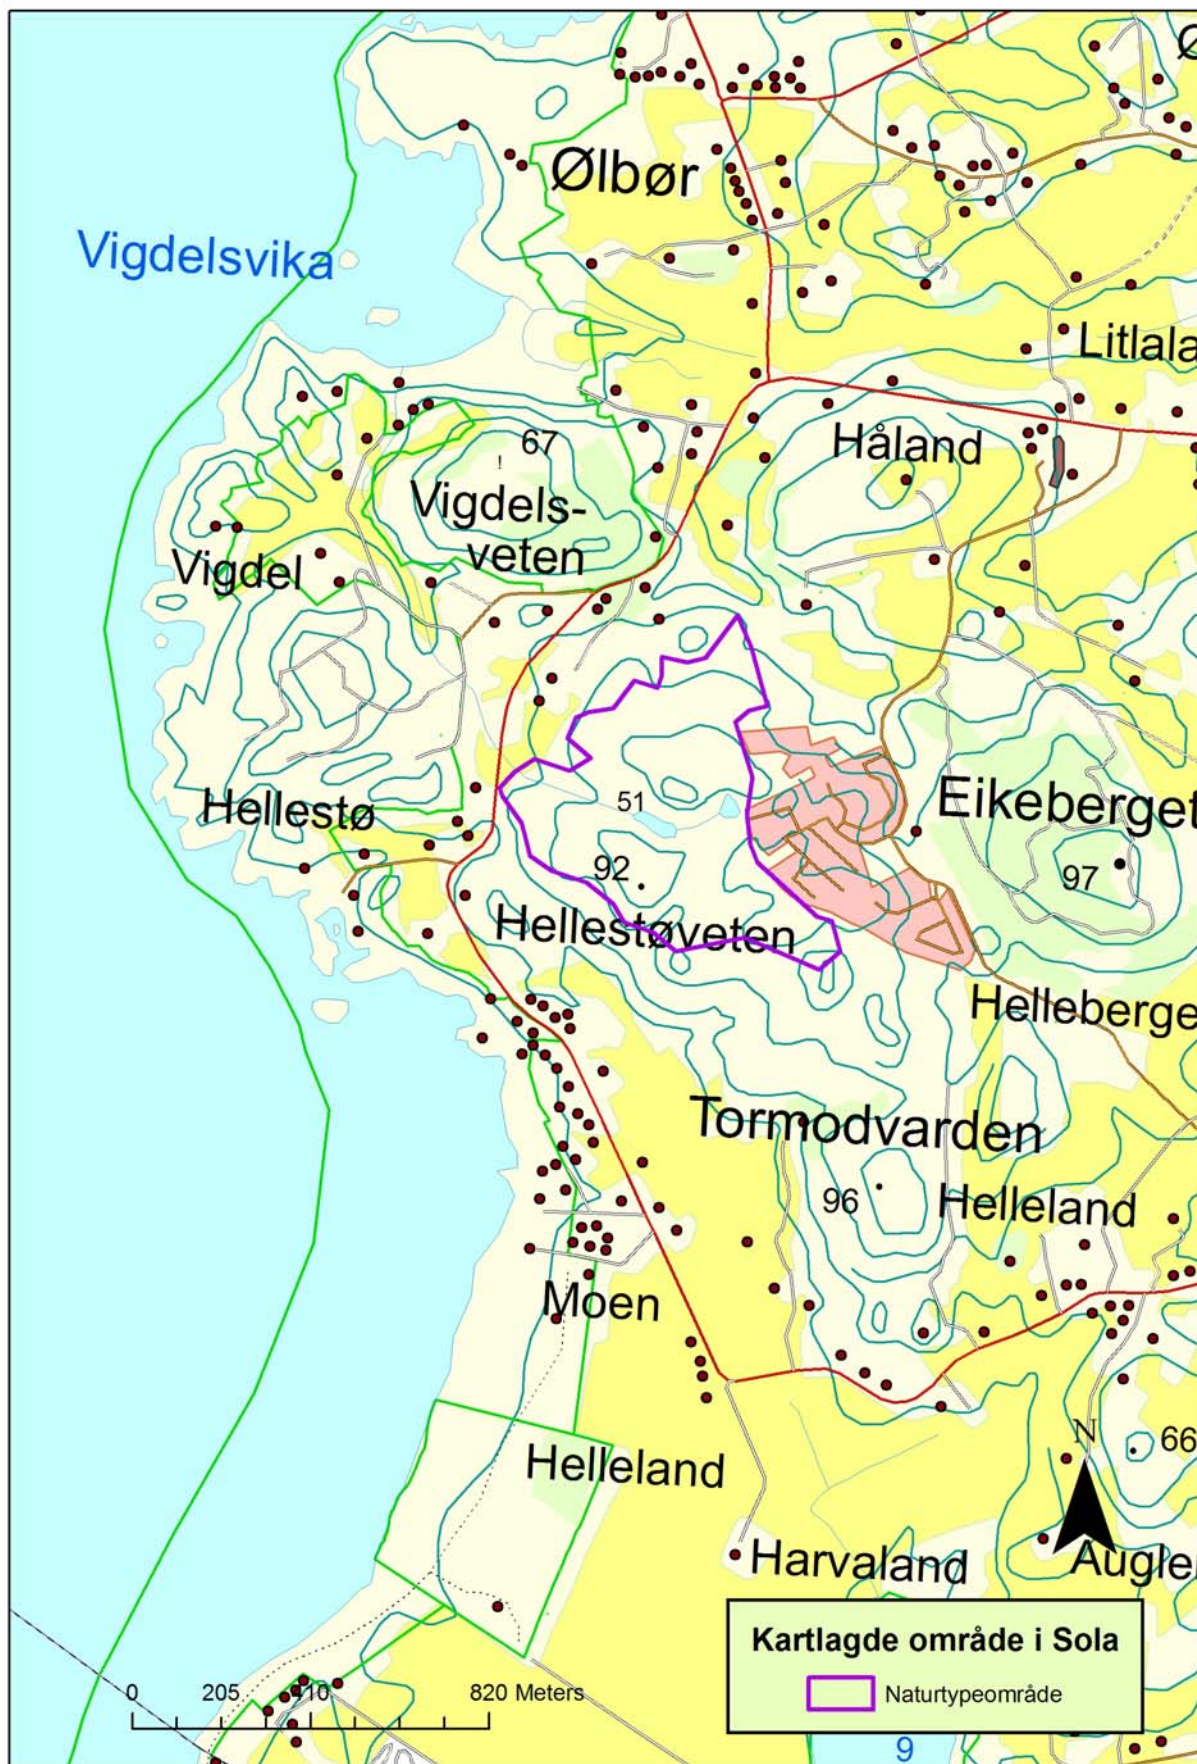 Ø
Ølbør
Vigdelsvika
Litlala
67
Håland
!
Vigdels-
veten
Vigdel
Eikeberget
51
Hellestø
92
97
Hellestøveten
Helleberge
Tormodvarden
96
Helleland
Moen
N
66
Helleland
Harvaland
Augle
Kartlagde område i Sola
Naturtypeområde
0 205 410 820 Meters
9